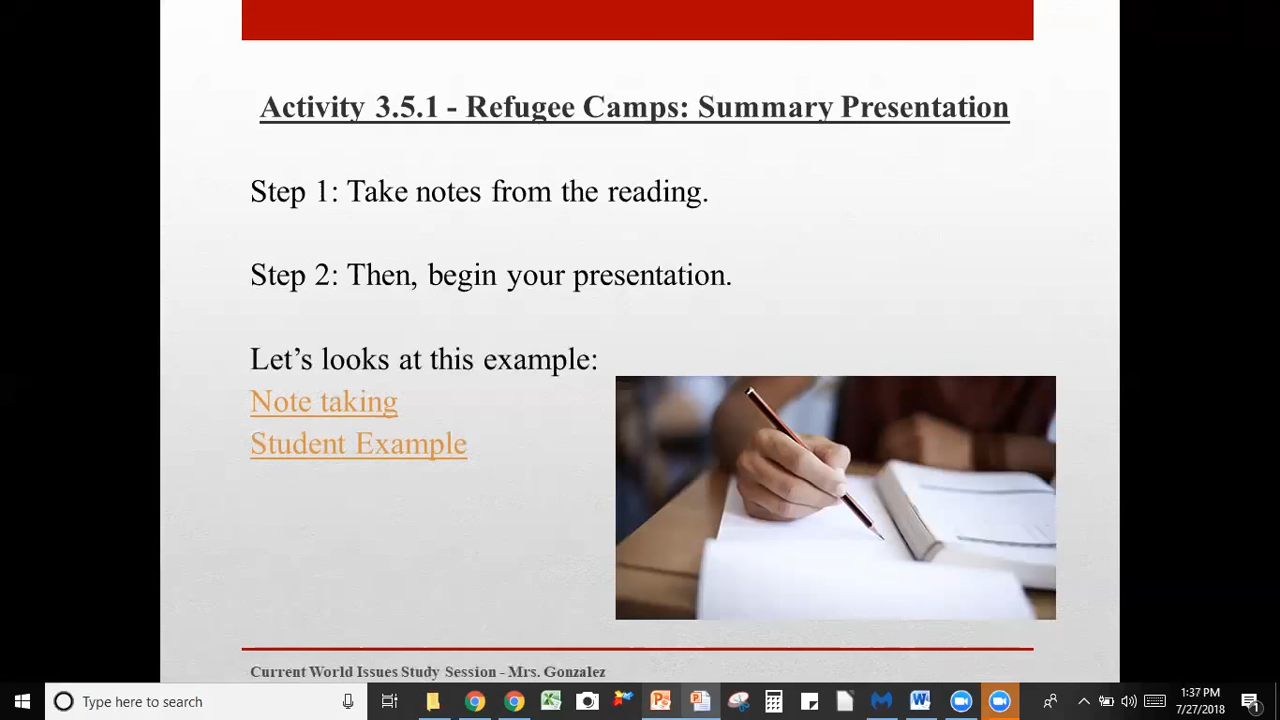 Activity 3.5.1 - Refugee Camps: Summary Presentation
Step 1: Take notes from the reading.
Step 2: Then, begin your presentation.
Let’s looks at this example:
Note taking
Student Example
Current World Issues Study Session - Mrs. Gonzalez
Type here to search
1:37 PM
7/27/2018